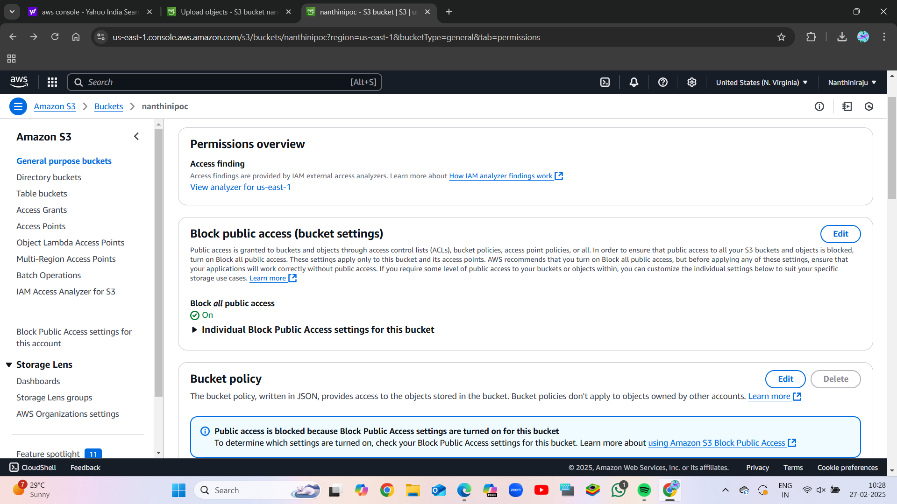 aws console - Yahoo India Sear
Upload objects - S3 bucket nan
nanthinipoc - S3 bucket | S3 | u
us-east-1.console.aws.amazon.com/s3/buckets/nanthinipoc?region=us-east-1&bucketType=general&tab=permissions
aws
Search
[Alt+S]
United States (N. Virginia)
Nanthiniraju
Amazon S3
Buckets
nanthinipoc
Amazon S3
General purpose buckets
Directory buckets
Table buckets
Access Grants
Access Points
Object Lambda Access Points
Multi-Region Access Points
Batch Operations
IAM Access Analyzer for S3
Block Public Access settings for
this account
Storage Lens
Dashboards
Storage Lens groups
AWS Organizations settings
Feature spotlight 11
Permissions overview
Access finding
Access findings are provided by IAM external access analyzers. Learn more about How IAM analyzer findings work
View analyzer for us-east-1
Block public access (bucket settings)
Edit
Public access is granted to buckets and objects through access control lists (ACLs), bucket policies, access point policies, or all. In order to ensure that public access to all your S3 buckets and objects is blocked,
turn on Block all public access. These settings apply only to this bucket and its access points. AWS recommends that you turn on Block all public access, but before applying any of these settings, ensure that
your applications will work correctly without public access. If you require some level of public access to your buckets or objects within, you can customize the individual settings below to suit your specific
storage use cases. Learn more
Block all public access
On
Individual Block Public Access settings for this bucket
Bucket policy
Edit
Delete
The bucket policy, written in JSON, provides access to the objects stored in the bucket. Bucket policies don't apply to objects owned by other accounts. Learn more
Public access is blocked because Block Public Access settings are turned on for this bucket
To determine which settings are turned on, check your Block Public Access settings for this bucket. Learn more about using Amazon S3 Block Public Access
CloudShell
Feedback
© 2025, Amazon Web Services, Inc. or its affiliates.
Privacy
Terms
Cookie preferences
7
29°C
Sunny
Search
1
ENG
IN
10:28
27-02-2025